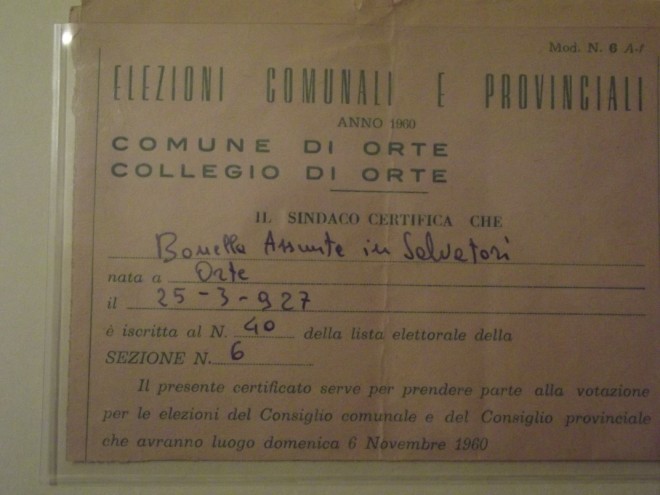 Mod. N. 6 A-f
ELEZIONI COMUNALI E PROVINCIALI
ANNO 1960
COMUNE DI ORTE
COLLEGIO DI ORTE
IL SINDACO CERTIFICA CHE
Assunta in Salvatori
nata a Orte
il 25-3-927
è iscritta al N. 40 della lista elettorale della
SEZIONE N. 6
Il presente certificato serve per prendere parte alla votazione
per le elezioni del Consiglio comunale e del Consiglio provinciale
che avranno luogo domenica 6 Novembre 1960